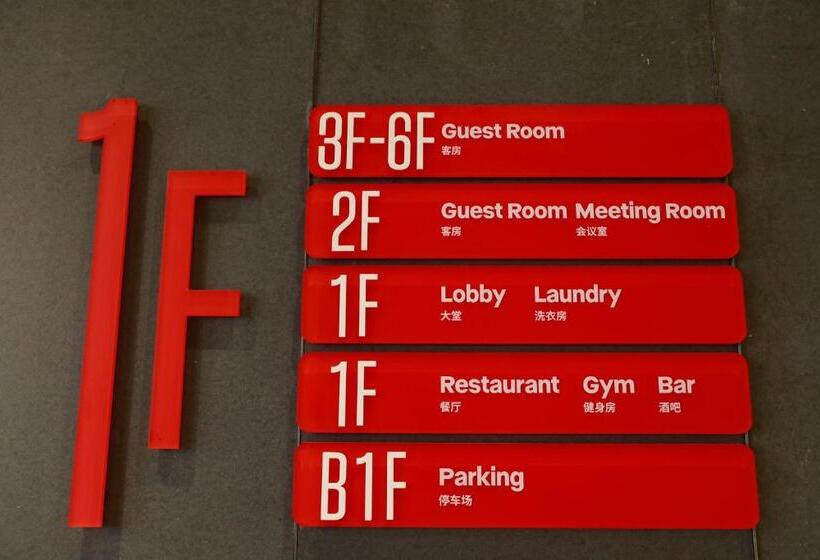 1F
3F-6F Guest Room
客房
2F Guest Room Meeting Room
客房 会议室
1F Lobby Laundry
大堂 洗衣房
1F Restaurant Gym Bar
餐厅 健身房 酒吧
B1F Parking
停车场